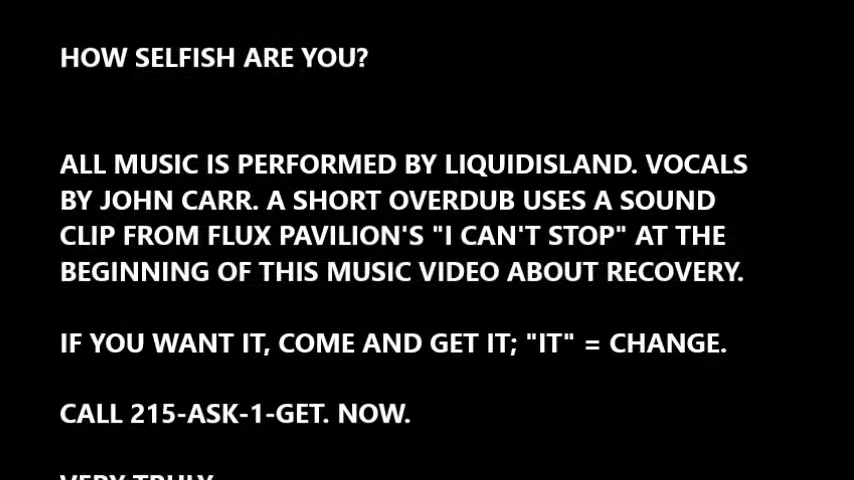 HOW SELFISH ARE YOU?
ALL MUSIC IS PERFORMED BY LIQUIDISLAND. VOCALS
BY JOHN CARR. A SHORT OVERDUB USES A SOUND
CLIP FROM FLUX PAVILION'S "I CAN'T STOP" AT THE
BEGINNING OF THIS MUSIC VIDEO ABOUT RECOVERY.
IF YOU WANT IT, COME AND GET IT; "IT" = CHANGE.
CALL 215-ASK-1-GET. NOW.
VERY TRULY